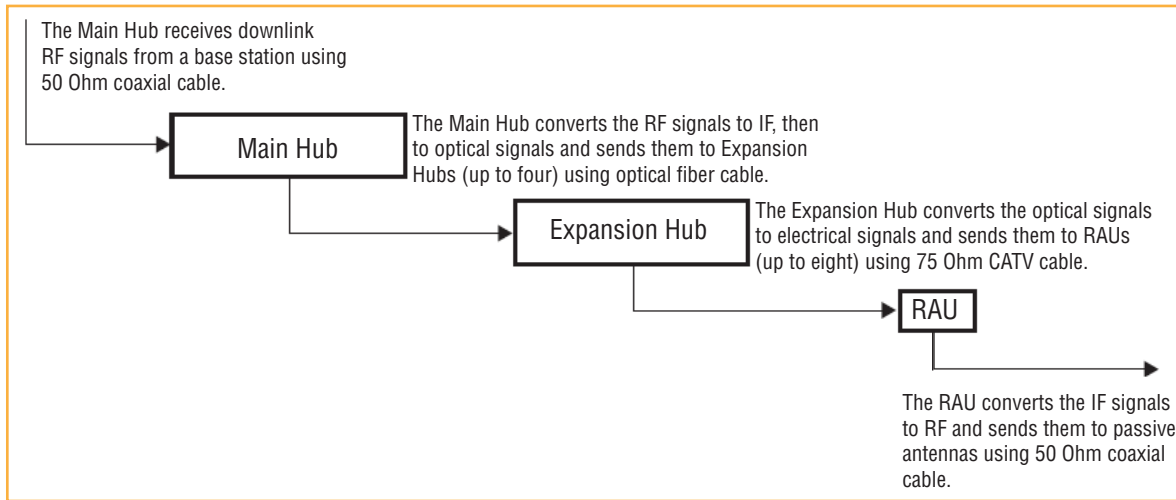 The Main Hub receives downlink
RF signals from a base station using
50 Ohm coaxial cable.
Main Hub
The Main Hub converts the RF signals to IF, then
to optical signals and sends them to Expansion
Hubs (up to four) using optical fiber cable.
Expansion Hub
The Expansion Hub converts the optical signals
to electrical signals and sends them to RAUs
(up to eight) using 75 Ohm CATV cable.
RAU
The RAU converts the IF signals
to RF and sends them to passive
antennas using 50 Ohm coaxial
cable.